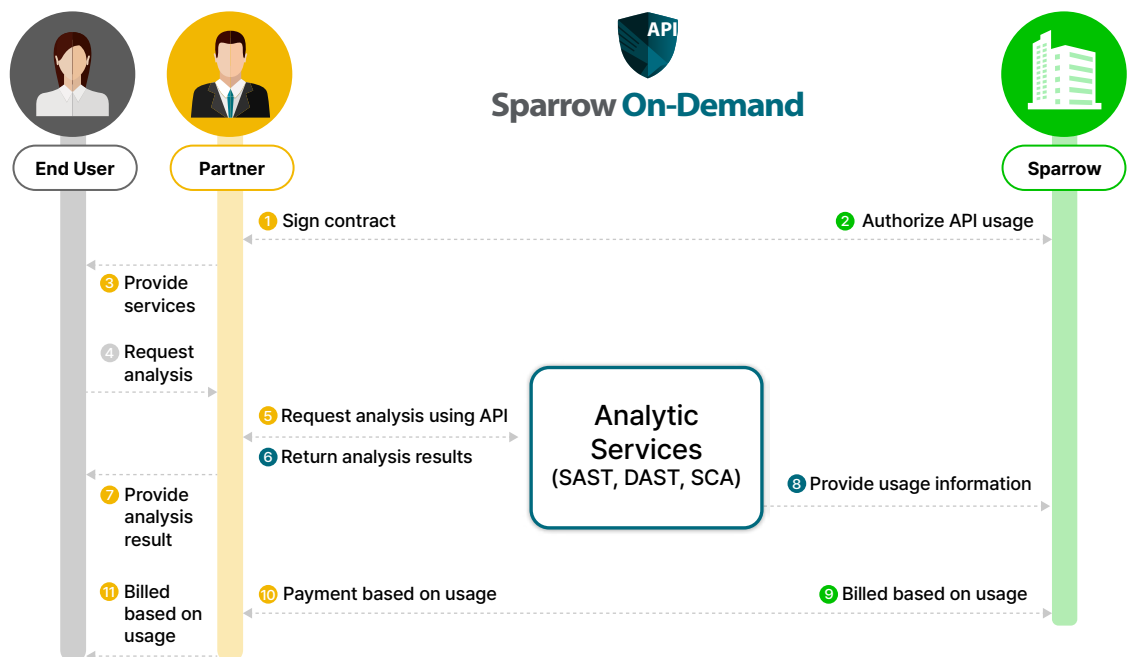 API
Sparrow On-Demand
End User
Partner
Sparrow
1 Sign contract
2 Authorize API usage
3 Provide
services
4 Request
analysis
5 Request analysis using API
6 Return analysis results
Analytic
Services
(SAST, DAST, SCA)
7 Provide
analysis
result
8 Provide usage information
11 Billed
based on
usage
10 Payment based on usage
9 Billed based on usage